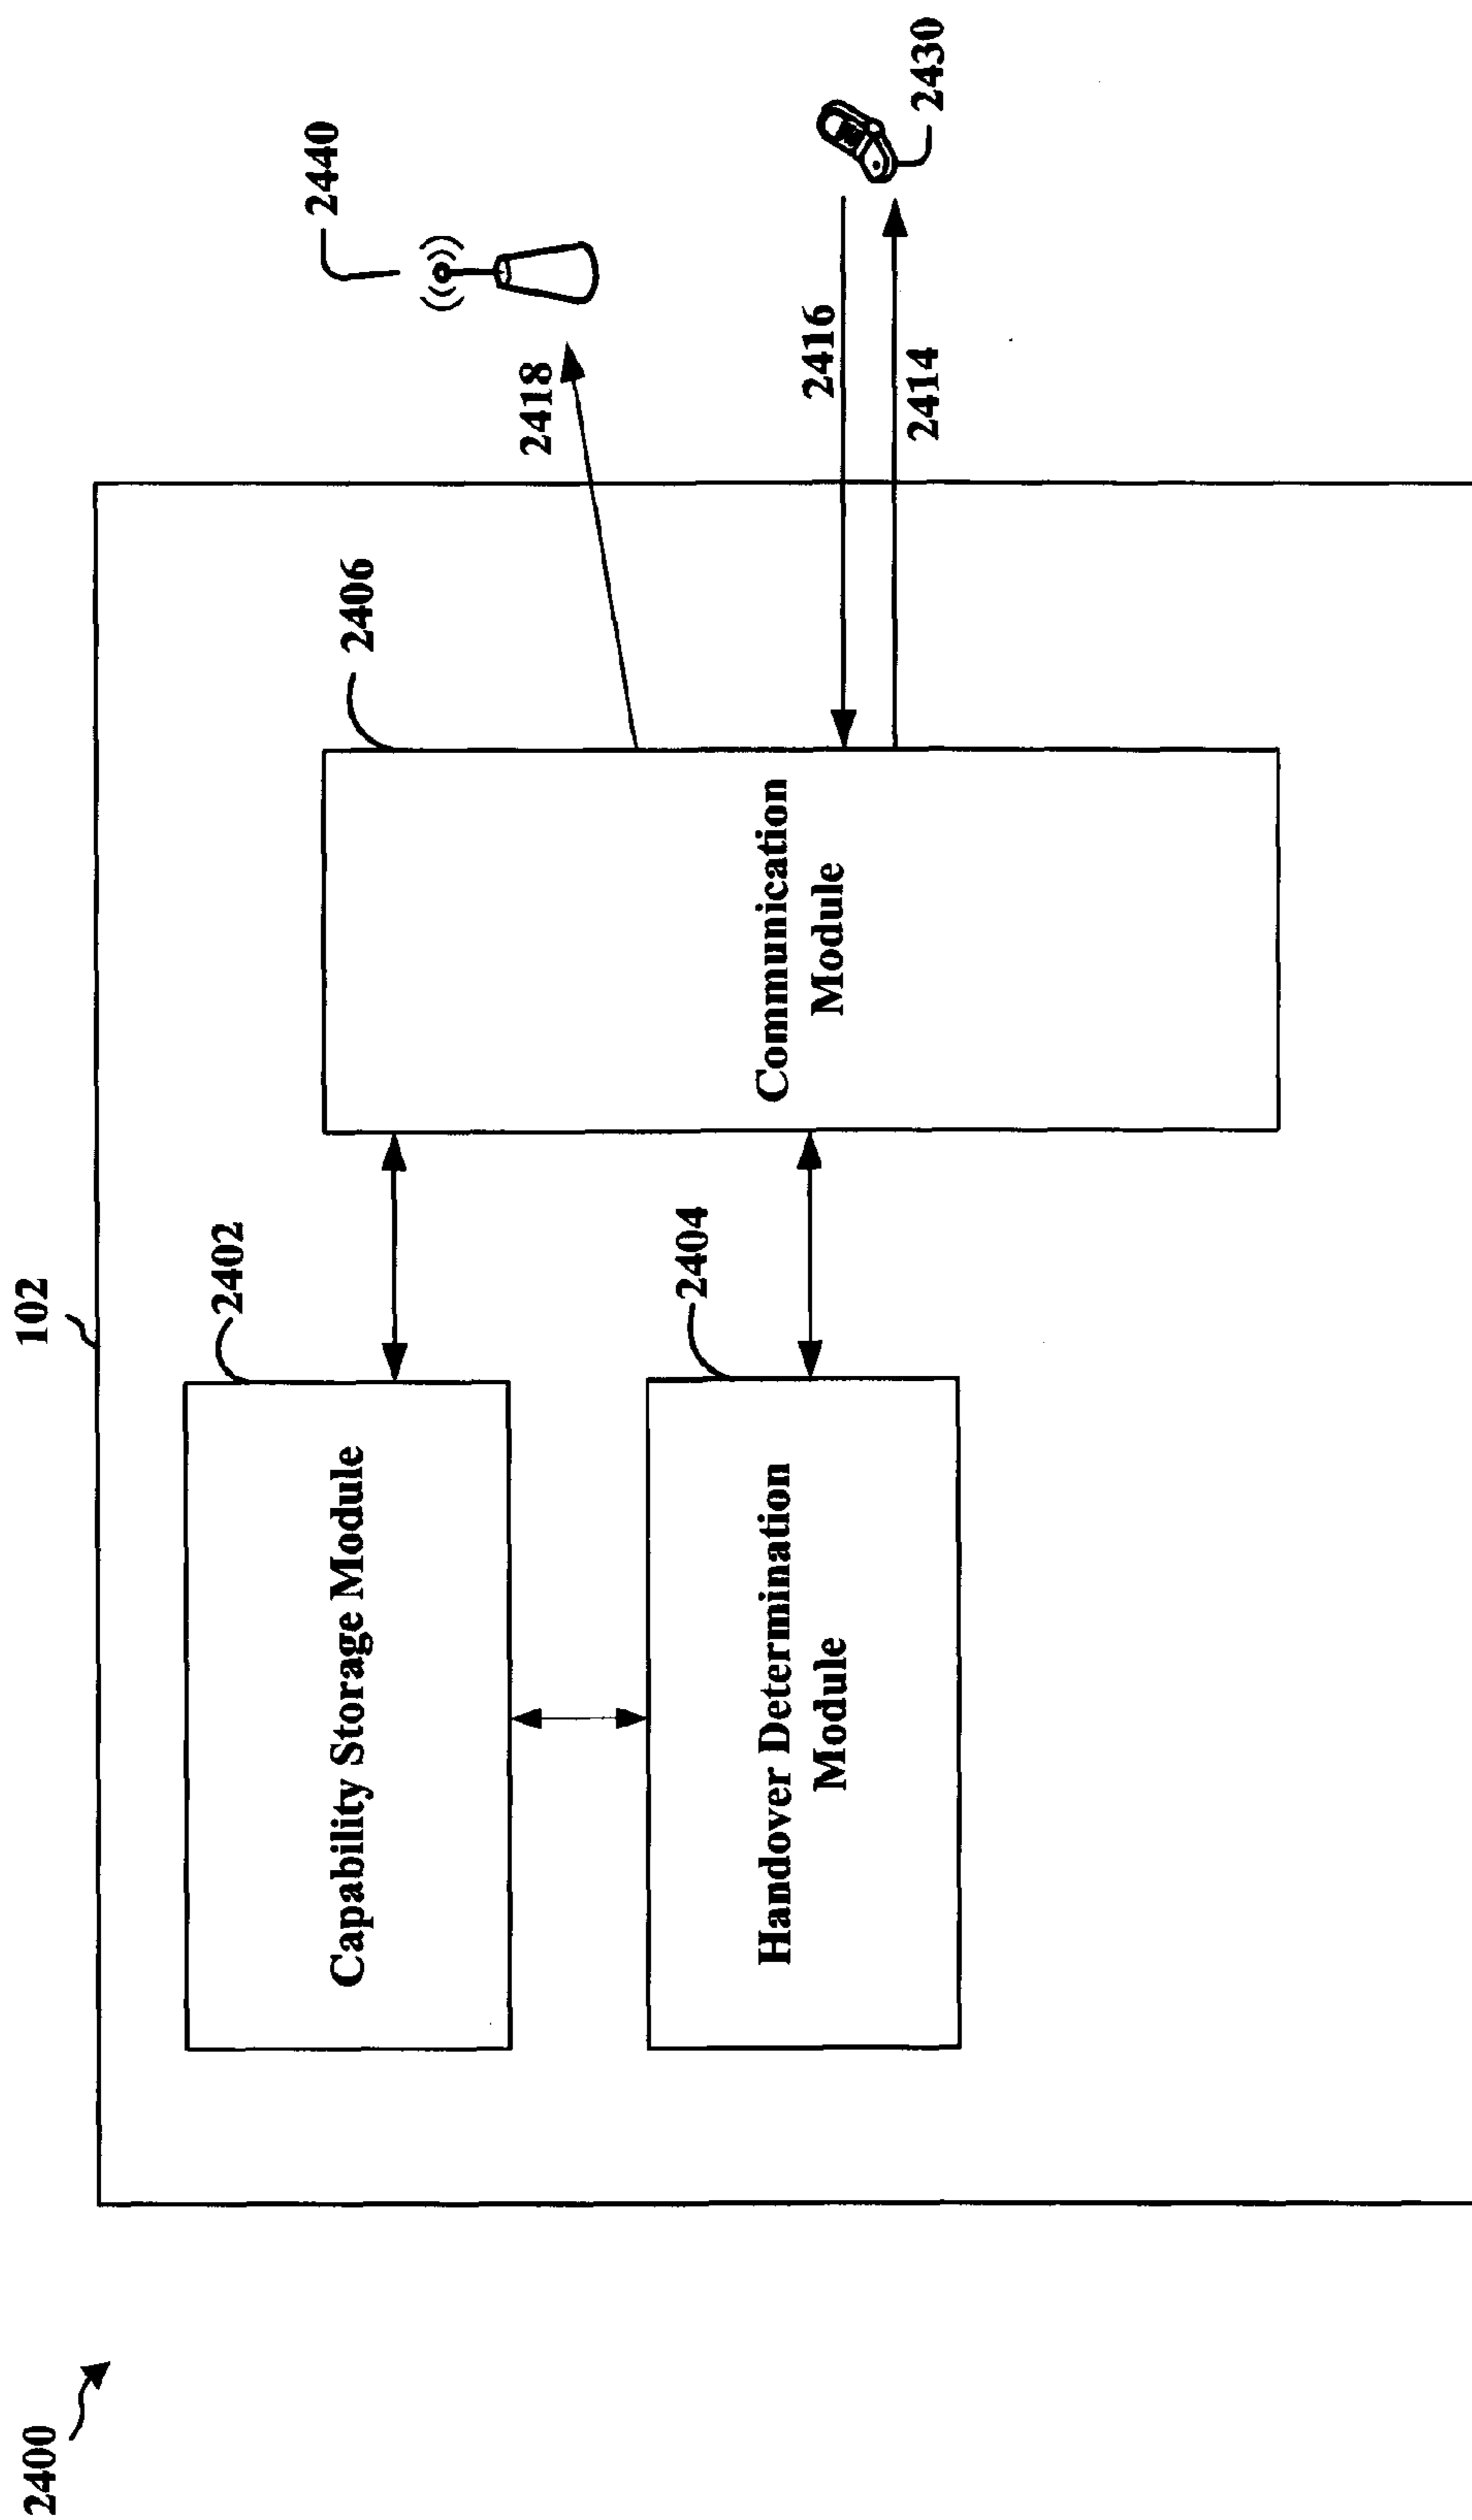 2400
102
2402
Capability Storage Module
2404
Handover Determination
Module
2406
Communication
Module
2418
2440
2416
2414
2430